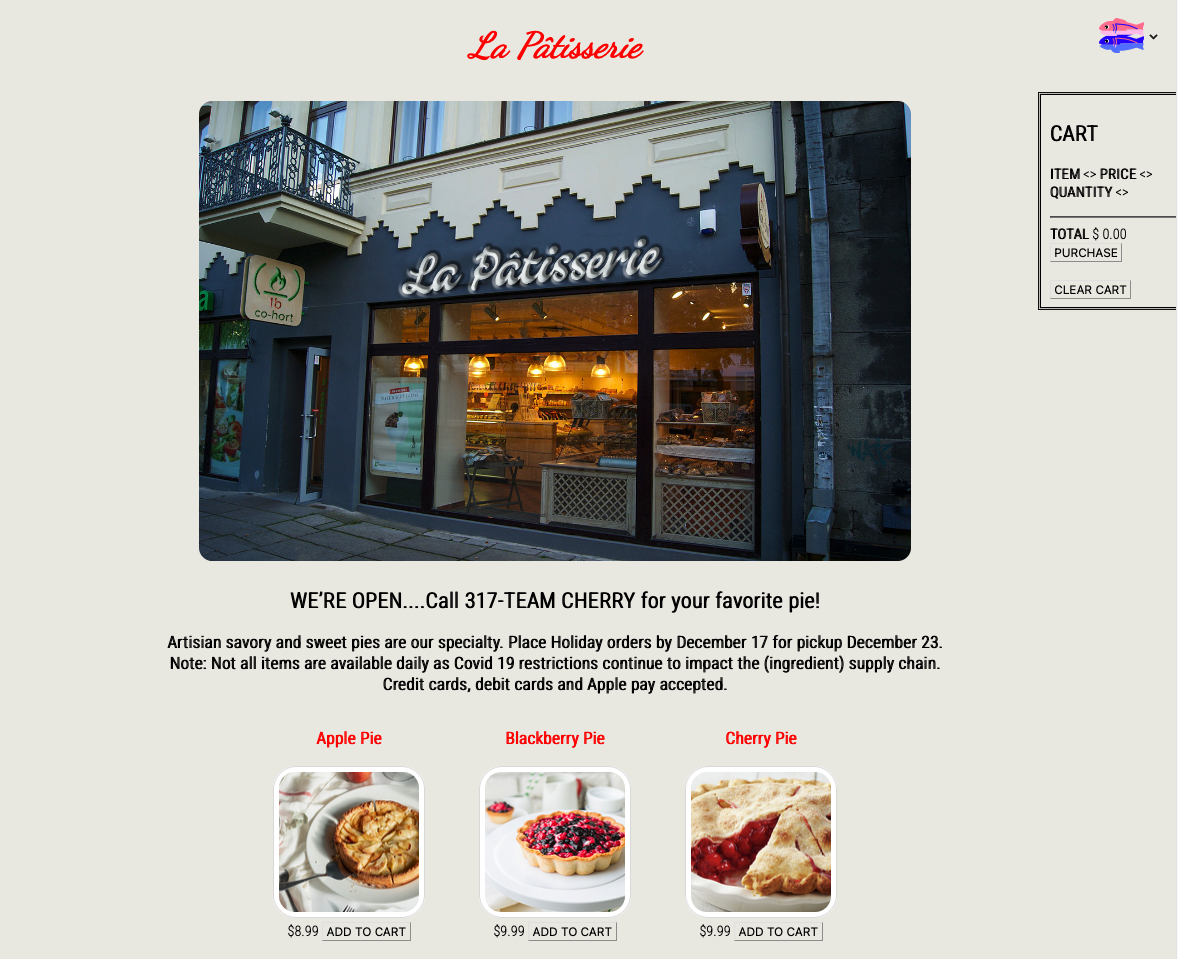 La Pâtisserie
La Pâtisserie
co-hort
CART
ITEM <> PRICE <>
QUANTITY <>
TOTAL $ 0.00
PURCHASE
CLEAR CART
WE’RE OPEN....Call 317-TEAM CHERRY for your favorite pie!
Artisian savory and sweet pies are our specialty. Place Holiday orders by December 17 for pickup December 23.
Note: Not all items are available daily as Covid 19 restrictions continue to impact the (ingredient) supply chain.
Credit cards, debit cards and Apple pay accepted.
Apple Pie
Blackberry Pie
Cherry Pie
$8.99 ADD TO CART
$9.99 ADD TO CART
$9.99 ADD TO CART